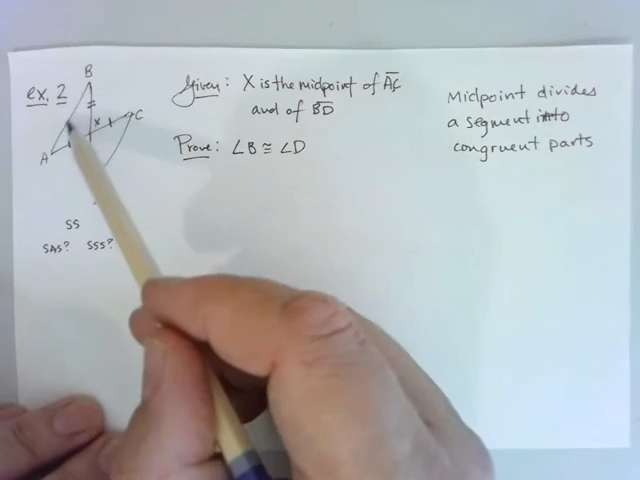 ex. 2
B
x
C
A
SS
SAS? SSS?
Given: X is the midpoint of AC
and of BD
Prove: ∠B ≅ ∠D
Midpoint divides
a segment into
congruent parts